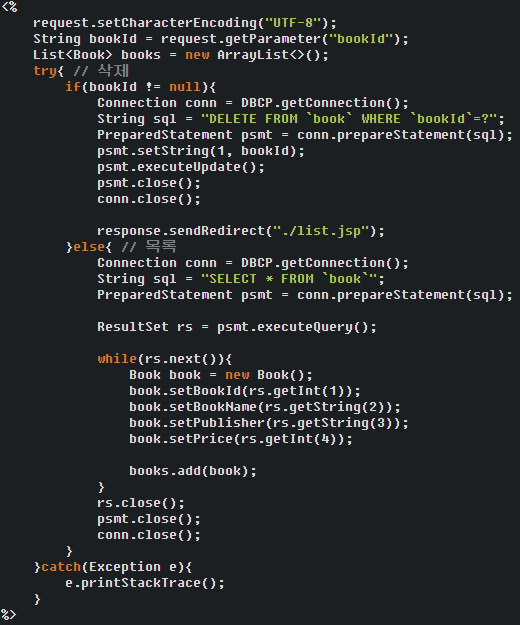 <%
request.setCharacterEncoding("UTF-8");
String bookId = request.getParameter("bookId");
List<Book> books = new ArrayList<>();
try{ // 삭제
if(bookId != null){
Connection conn = DBCP.getConnection();
String sql = "DELETE FROM `book` WHERE `bookId`=?";
PreparedStatement psmt = conn.prepareStatement(sql);
psmt.setString(1, bookId);
psmt.executeUpdate();
psmt.close();
conn.close();
response.sendRedirect("./list.jsp");
}else{ // 목록
Connection conn = DBCP.getConnection();
String sql = "SELECT * FROM `book`";
PreparedStatement psmt = conn.prepareStatement(sql);
ResultSet rs = psmt.executeQuery();
while(rs.next()){
Book book = new Book();
book.setBookId(rs.getInt(1));
book.setBookName(rs.getString(2));
book.setPublisher(rs.getString(3));
book.setPrice(rs.getInt(4));
books.add(book);
}
rs.close();
psmt.close();
conn.close();
}
}catch(Exception e){
e.printStackTrace();
}
%>